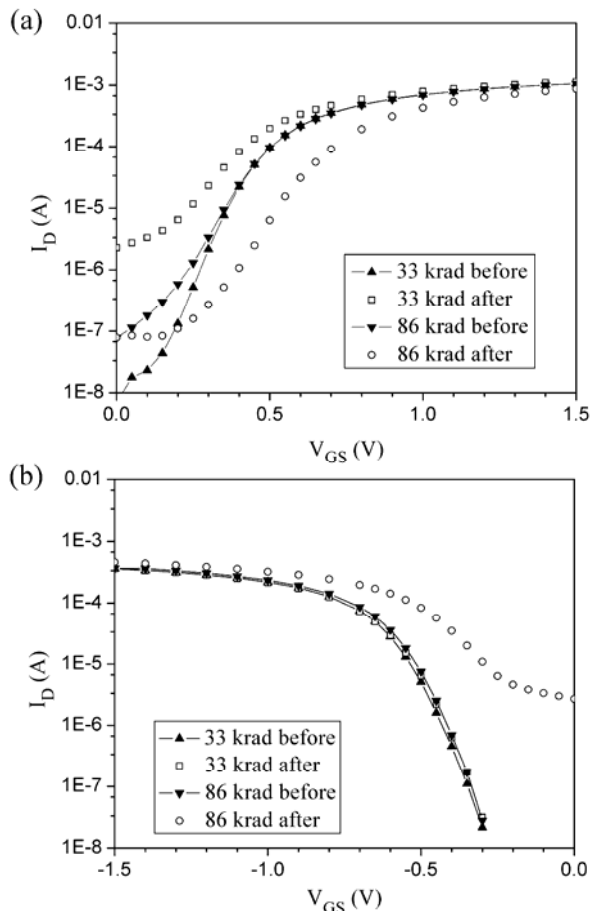 (a)
0.01
1E-3
1E-4
1E-5
1E-6
1E-7
1E-8
I_D (A)
33 krad before
33 krad after
86 krad before
86 krad after
0.0 0.5 1.0 1.5
V_GS (V)
(b)
0.01
1E-3
1E-4
1E-5
1E-6
1E-7
1E-8
I_D (A)
33 krad before
33 krad after
86 krad before
86 krad after
-1.5 -1.0 -0.5 0.0
V_GS (V)